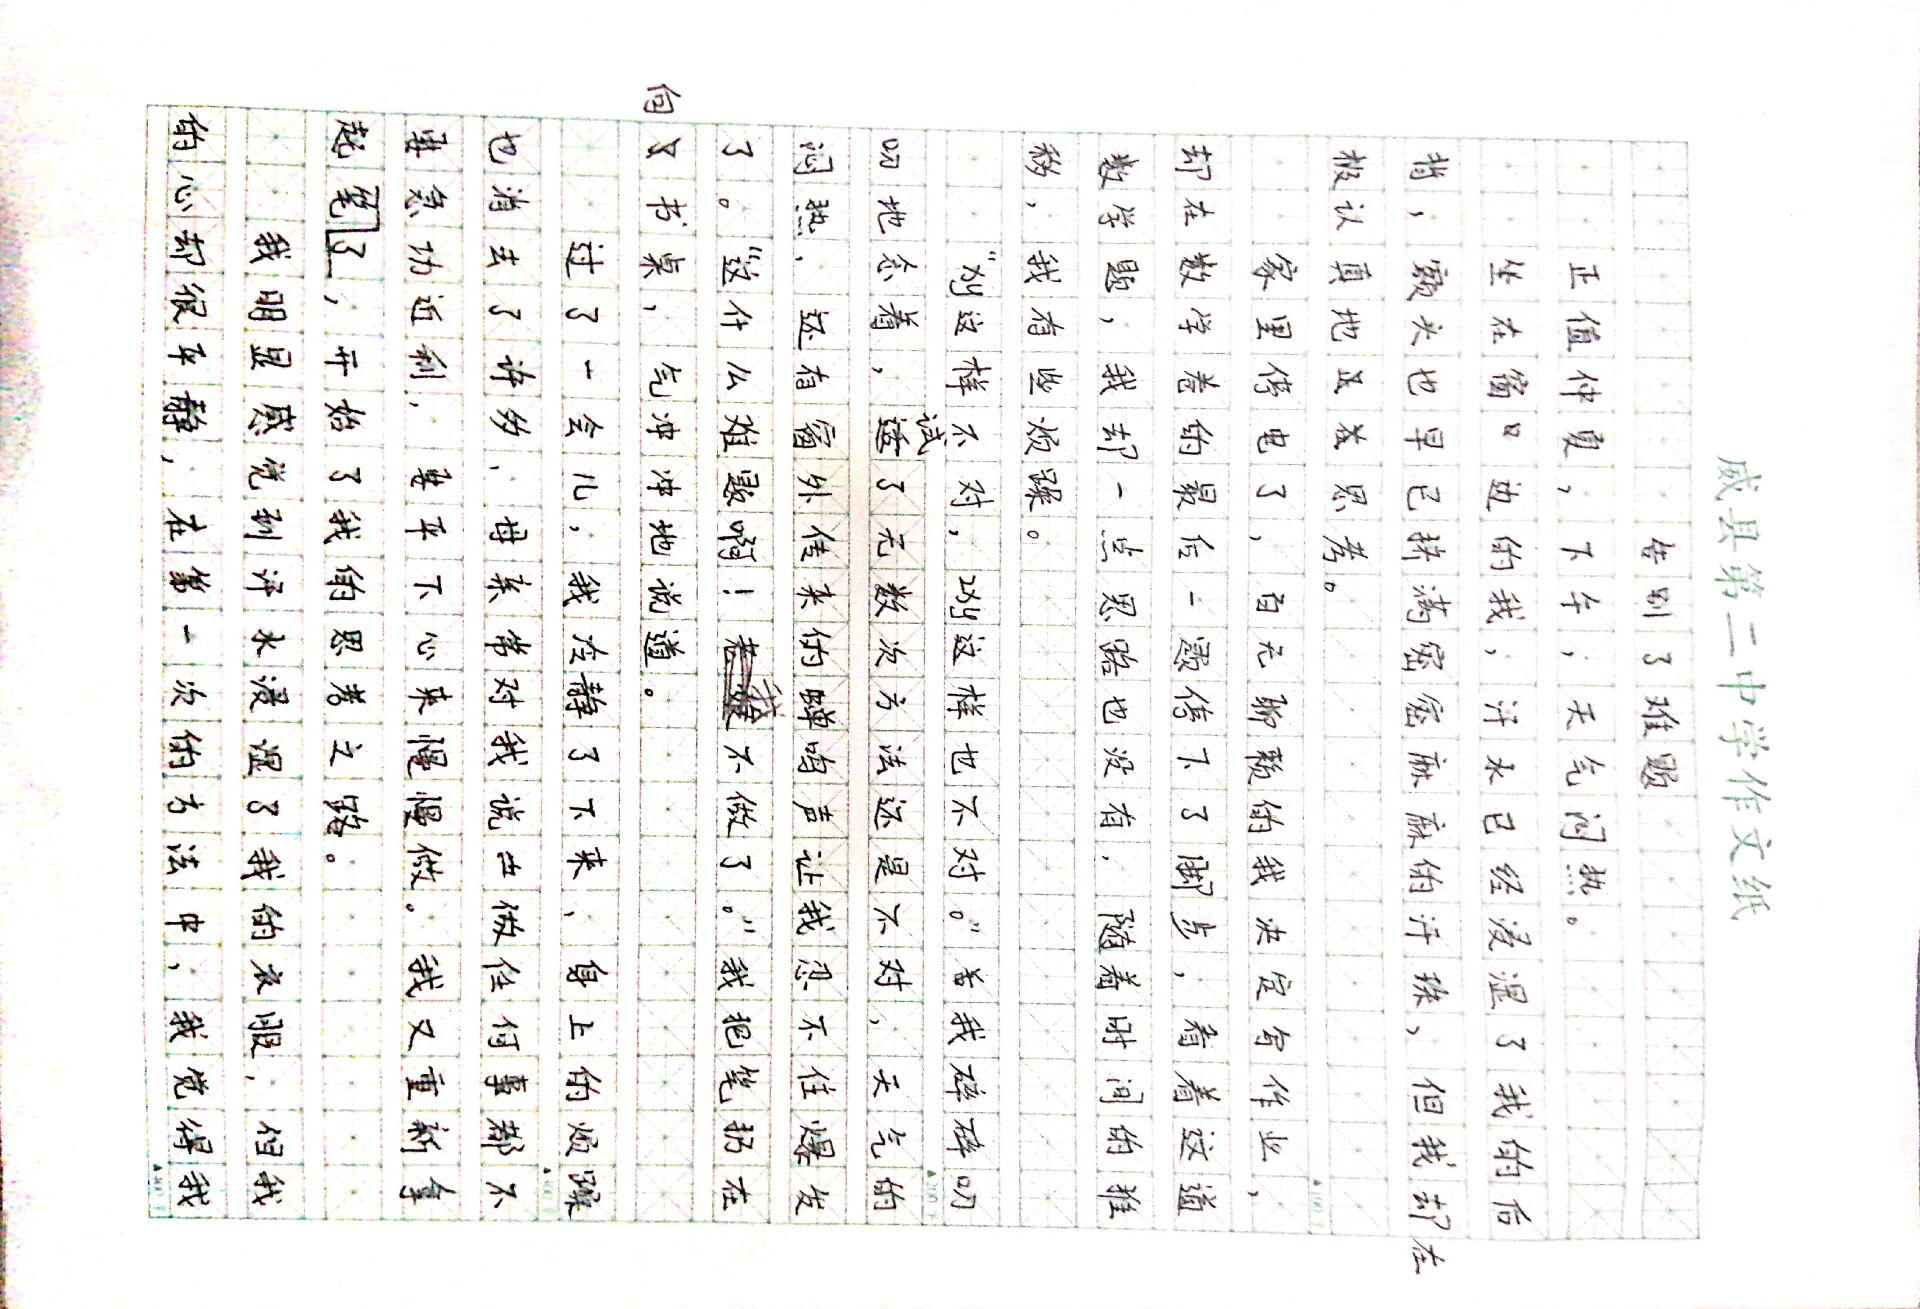 威县第二中学作文纸
告别了难题
正值仲夏，下午，天气闷热。
坐在窗口边的我，汗水已经浸湿了我的后
背，额头也早已挤满密密麻麻的汗珠，但我却在
极认真地思考。
家里停电了，百无聊赖的我决定写作业，
却在数学卷的最后一题停下了脚步，看着这道
数学题，我却一点思路也没有，随着时间的推
移，我有些烦躁。
“这样不对，这样也不对。”当我碎碎叨
叨地念着，试了无数次方法还是不对，天气的
闷热，还有窗外传来的蝉鸣声让我忍不住爆发
了。“这什么难题啊！我不做了。”我把笔扔在
向书桌，气冲冲地说道。
过了一会儿，我冷静了下来，身上的烦躁
也消去了许多，母亲常对我说出做任何事都不
要急功近利，要平下心来慢慢做。我又重新拿
起笔了，开始了我的思考之路。
我明显感觉到汗水浸湿了我的衣服，但我
的心却很平静，在第一次的方法中，我觉得我